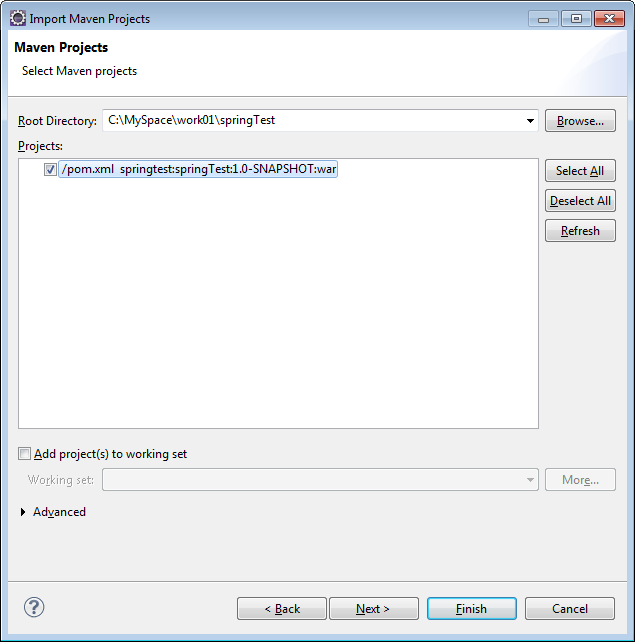 Import Maven Projects
Maven Projects
Select Maven projects
Root Directory: C:\MySpace\work01\springTest Browse...
Projects:
/pom.xml springtest:springTest:1.0-SNAPSHOT:war
Select All
Deselect All
Refresh
Add project(s) to working set
Working set: More...
Advanced
? < Back Next > Finish Cancel